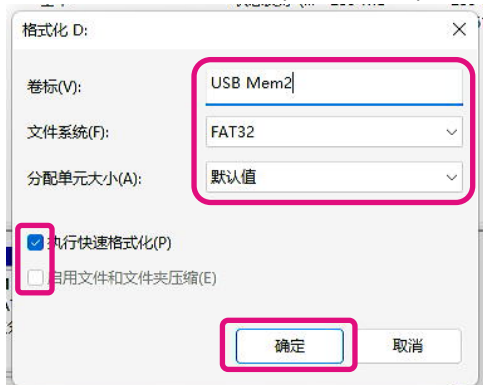 格式化 D:
卷标(V):
USB Mem2
文件系统(F):
FAT32
分配单元大小(A):
默认值
执行快速格式化(P)
启用文件和文件夹压缩(E)
确定
取消